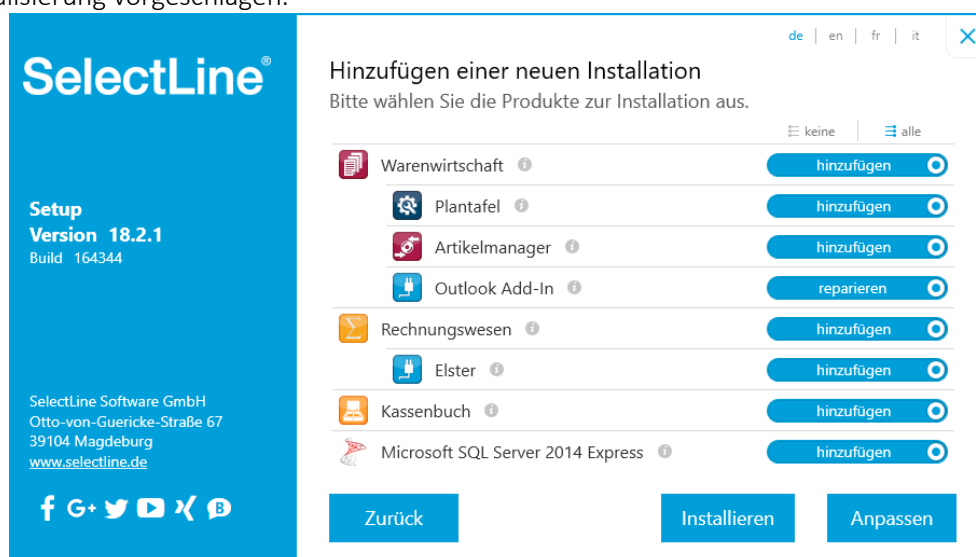 alisierung vorgeschlagen.
de | en | fr | it
SelectLine®
Hinzufügen einer neuen Installation
Bitte wählen Sie die Produkte zur Installation aus.
keine | alle
Warenwirtschaft hinzufügen
Plantafel hinzufügen
Artikelmanager hinzufügen
Outlook Add-In reparieren
Rechnungswesen hinzufügen
Elster hinzufügen
Kassenbuch hinzufügen
Microsoft SQL Server 2014 Express hinzufügen
Setup
Version 18.2.1
Build 164344
SelectLine Software GmbH
Otto-von-Guericke-Straße 67
39104 Magdeburg
www.selectline.de
Zurück
Installieren
Anpassen